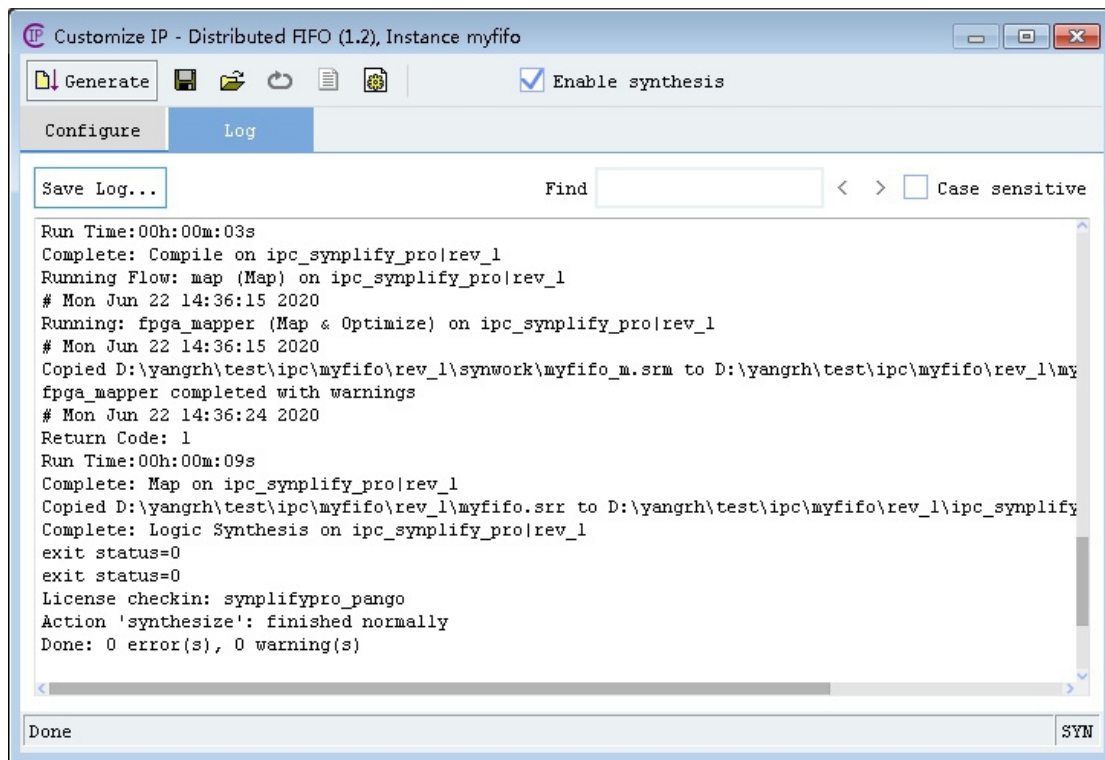 IP Customize IP - Distributed FIFO (1.2), Instance myfifo
Generate Enable synthesis
Configure Log
Save Log... Find < > Case sensitive
Run Time:00h:00m:03s
Complete: Compile on ipc_synplify_pro|rev_1
Running Flow: map (Map) on ipc_synplify_pro|rev_1
# Mon Jun 22 14:36:15 2020
Running: fpga_mapper (Map & Optimize) on ipc_synplify_pro|rev_1
# Mon Jun 22 14:36:15 2020
Copied D:\yangrh\test\ipc\myfifo\rev_1\synwork\myfifo_m.srm to D:\yangrh\test\ipc\myfifo\rev_1\my
fpga_mapper completed with warnings
# Mon Jun 22 14:36:24 2020
Return Code: 1
Run Time:00h:00m:09s
Complete: Map on ipc_synplify_pro|rev_1
Copied D:\yangrh\test\ipc\myfifo\rev_1\myfifo.srr to D:\yangrh\test\ipc\myfifo\rev_1\ipc_synplify
Complete: Logic Synthesis on ipc_synplify_pro|rev_1
exit status=0
exit status=0
License checkin: synplifypro_pango
Action 'synthesize': finished normally
Done: 0 error(s), 0 warning(s)
Done SYN